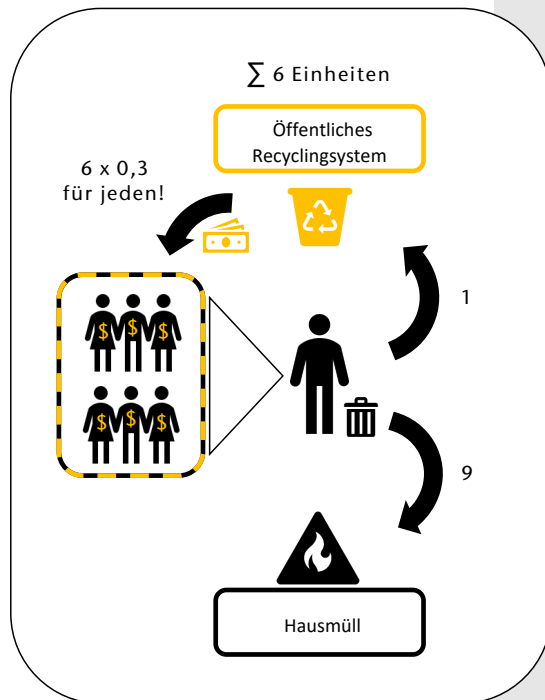 ∑ 6 Einheiten
Öffentliches
Recyclingsystem
6 x 0,3
für jeden!
$ $ $
$ $ $
1
9
Hausmüll